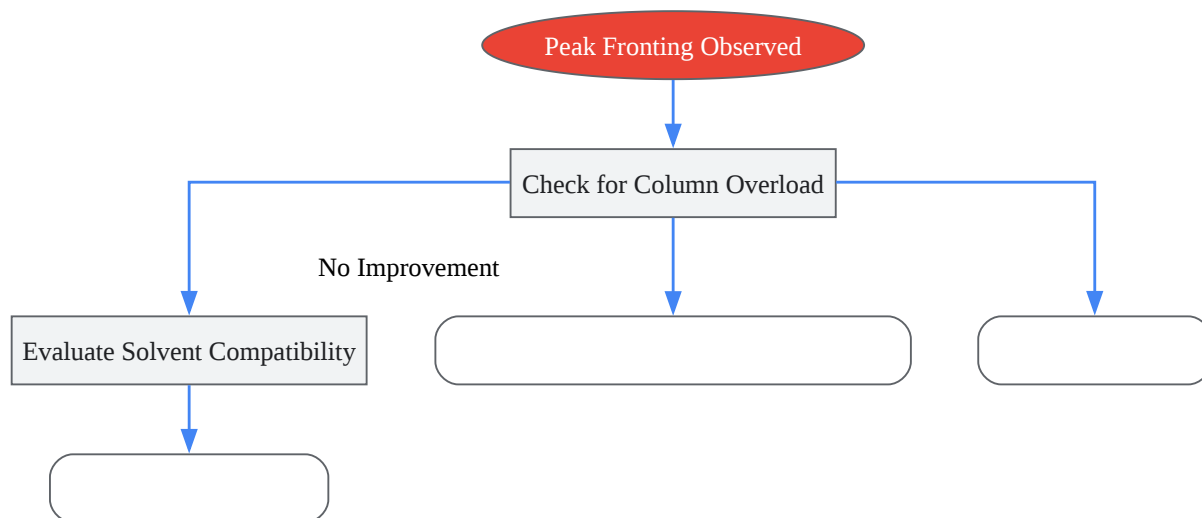 Peak Fronting Observed
Check for Column Overload
No Improvement
Evaluate Solvent Compatibility